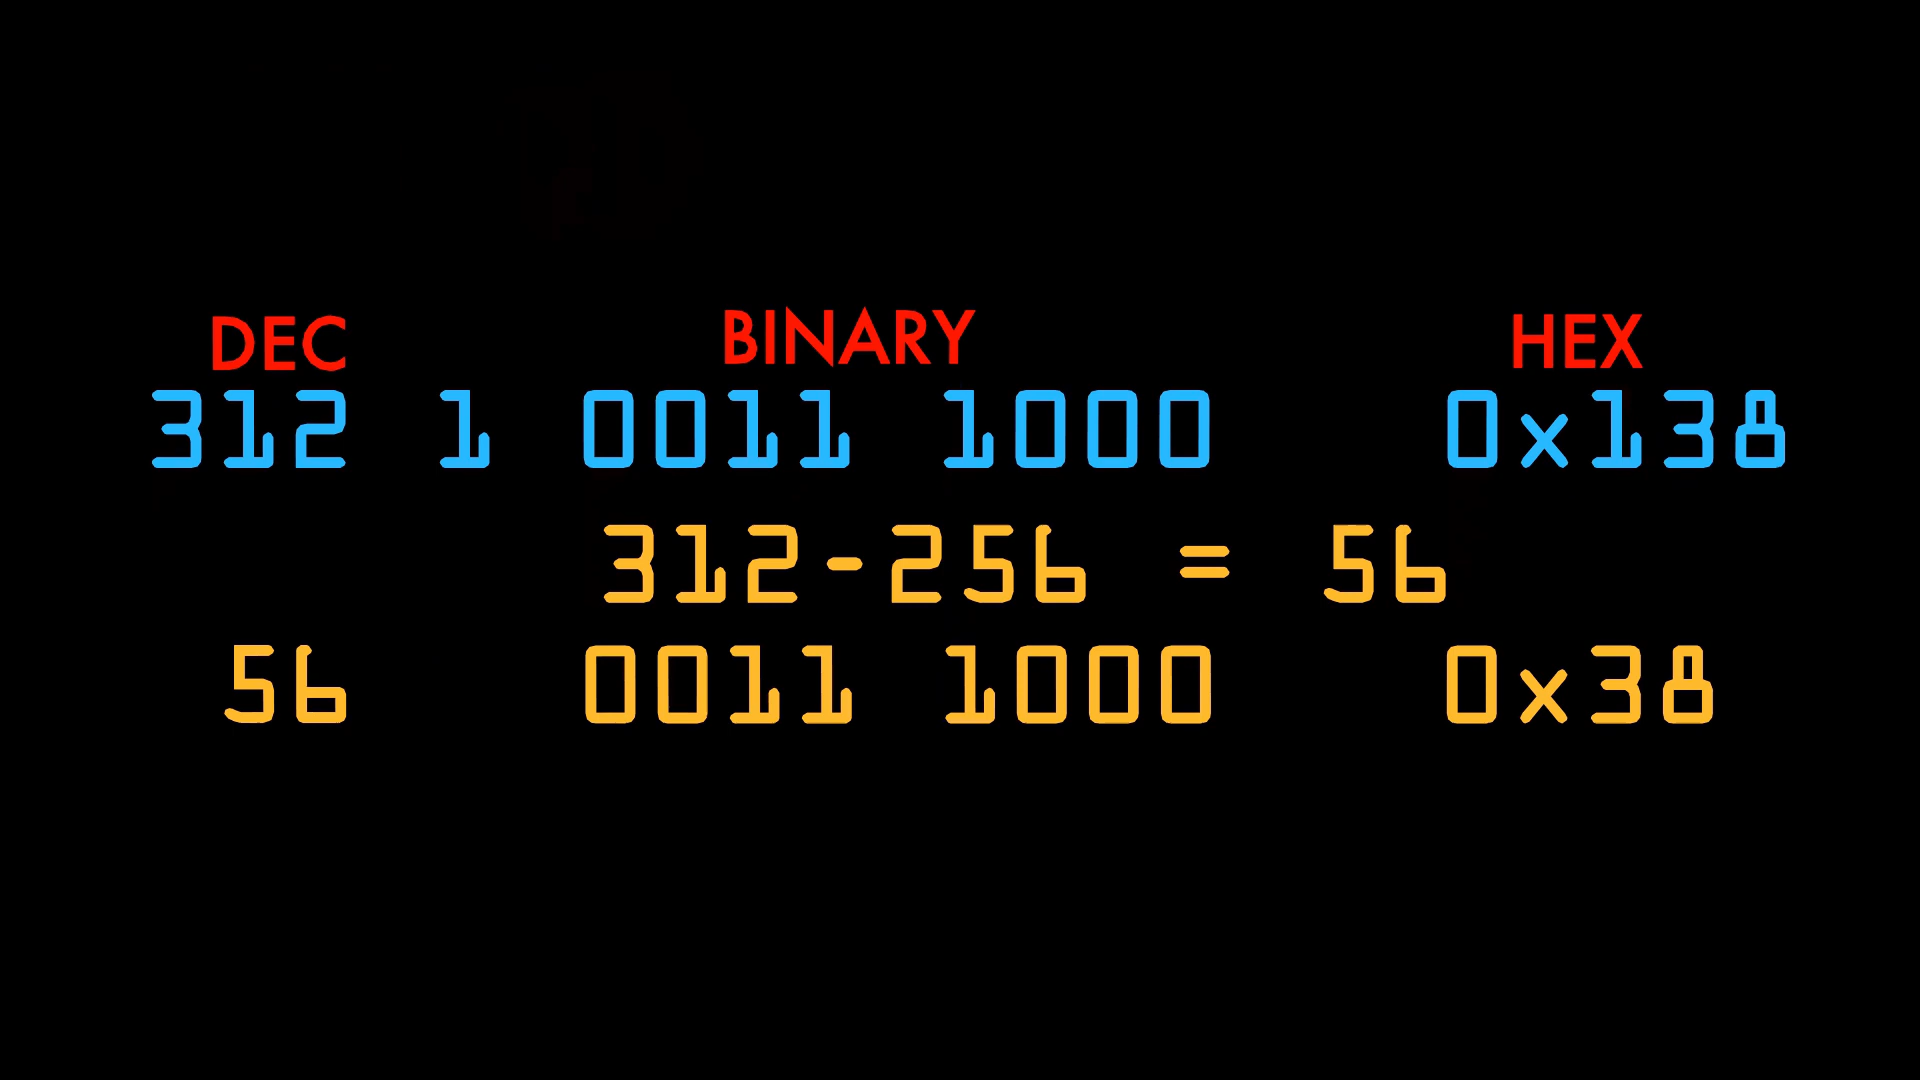 DEC BINARY HEX
312 1 0011 1000 0x138
312-256 = 56
56 0011 1000 0x38